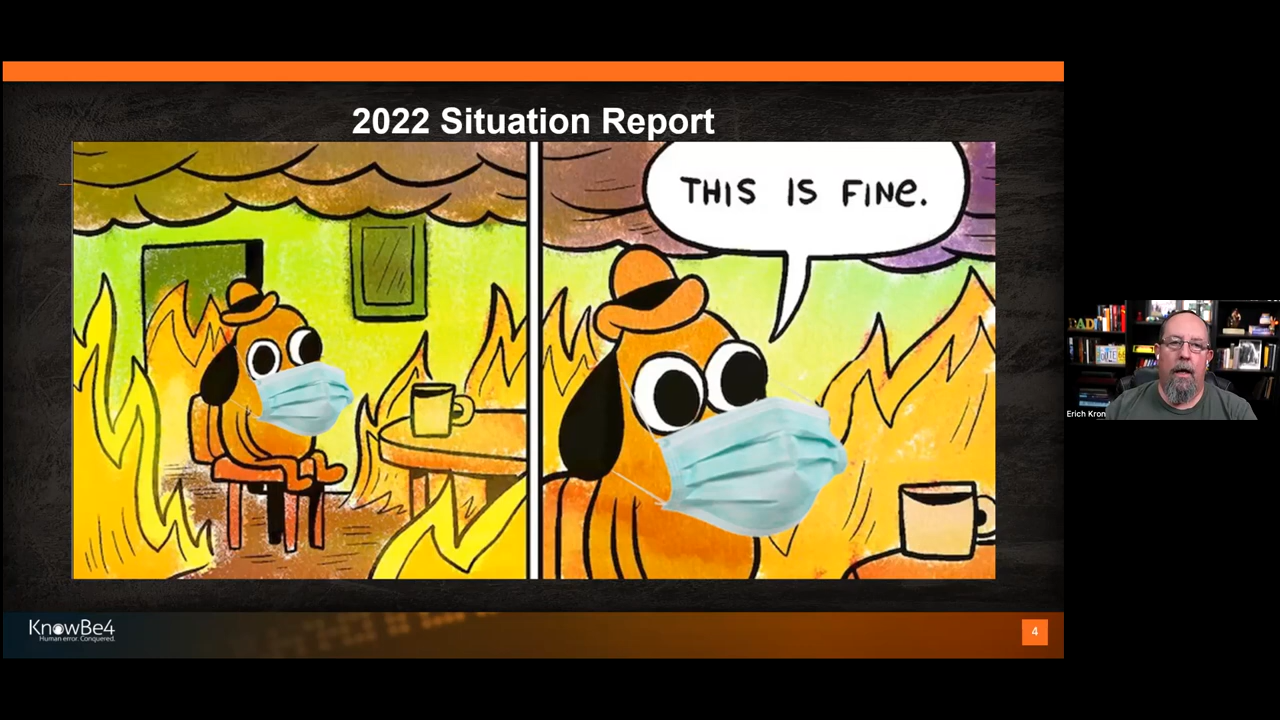 2022 Situation Report
THIS IS FINe.
KnowBe4
Human error. Conquered.
4
Erich Kron